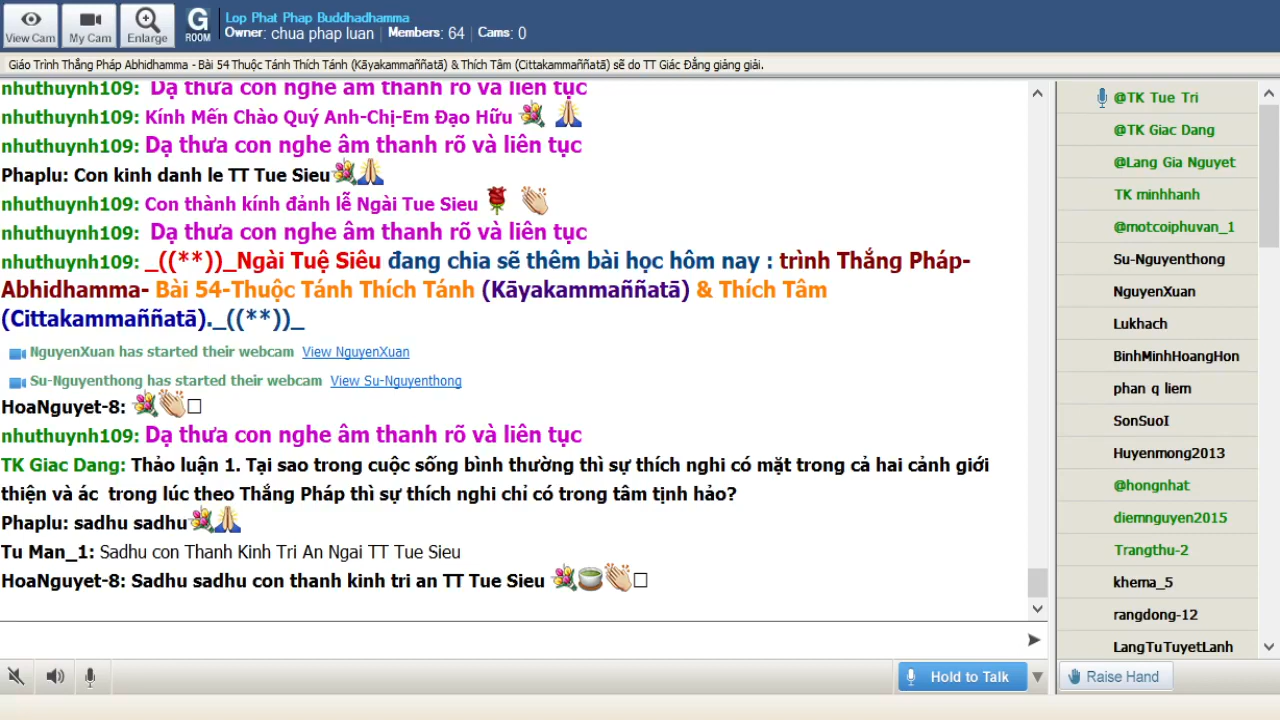 View Cam
My Cam
Enlarge
G
ROOM
Lop Phat Phap Buddhadhamma
Owner: chua phap luan Members: 64 Cams: 0
Giáo Trình Thắng Pháp Abhidhamma - Bài 54 Thuộc Tánh Thích Tánh (Kāyakammaññatā) & Thích Tâm (Cittakammaññatā) sẽ do TT Giác Đẳng giảng giải.
nhuthuynh109: Dạ thưa con nghe âm thanh rõ và liên tục
nhuthuynh109: Kính Mến Chào Quý Anh-Chị-Em Đạo Hữu
nhuthuynh109: Dạ thưa con nghe âm thanh rõ và liên tục
Phaplu: Con kinh danh le TT Tue Sieu
nhuthuynh109: Con thành kính đảnh lễ Ngài Tue Sieu
nhuthuynh109: Dạ thưa con nghe âm thanh rõ và liên tục
nhuthuynh109: _((**))_Ngài Tuệ Siêu đang chia sẽ thêm bài học hôm nay : trình Thắng Pháp-
Abhidhamma- Bài 54-Thuộc Tánh Thích Tánh (Kāyakammaññatā) & Thích Tâm
(Cittakammaññatā)._((**))_
NguyenXuan has started their webcam View NguyenXuan
Su-Nguyenthong has started their webcam View Su-Nguyenthong
HoaNguyet-8:
nhuthuynh109: Dạ thưa con nghe âm thanh rõ và liên tục
TK Giac Dang: Thảo luận 1. Tại sao trong cuộc sống bình thường thì sự thích nghi có mặt trong cả hai cảnh giới
thiện và ác trong lúc theo Thắng Pháp thì sự thích nghi chỉ có trong tâm tịnh hảo?
Phaplu: sadhu sadhu
Tu Man_1: Sadhu con Thanh Kinh Tri An Ngai TT Tue Sieu
HoaNguyet-8: Sadhu sadhu con thanh kinh tri an TT Tue Sieu
@TK Tue Tri
@TK Giac Dang
@Lang Gia Nguyet
TK minhhanh
@motcoiphuvan_1
Su-Nguyenthong
NguyenXuan
Lukhach
BinhMinhHoangHon
phan q liem
SonSuoI
Huyenmong2013
@hongnhat
diemnguyen2015
Trangthu-2
khema_5
rangdong-12
LangTuTuyetLanh
Hold to Talk
Raise Hand